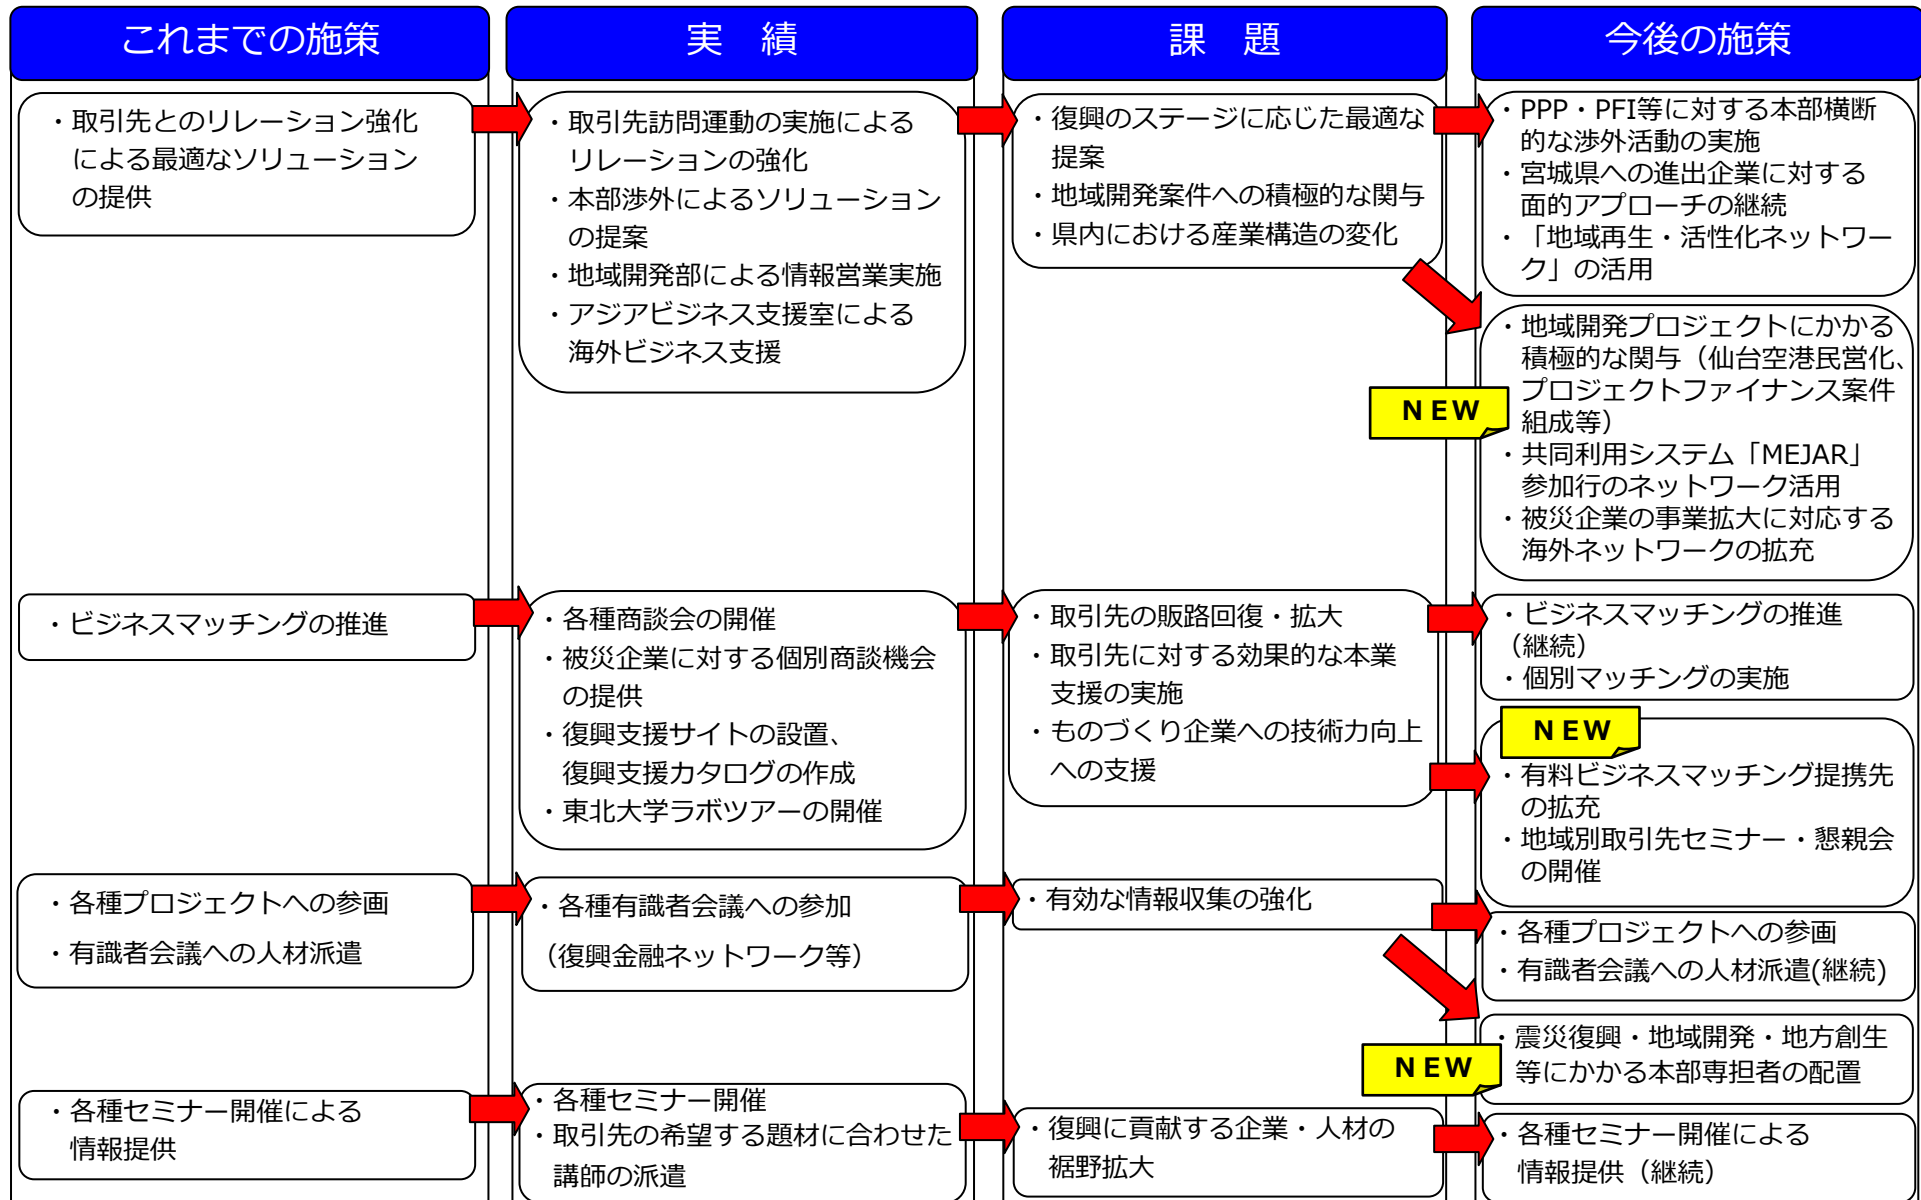 これまでの施策
実　績
課　題
今後の施策
・取引先とのリレーション強化
による最適なソリューション
の提供
・取引先訪問運動の実施による
リレーションの強化
・本部渉外によるソリューション
の提案
・地域開発部による情報営業実施
・アジアビジネス支援室による
海外ビジネス支援
・復興のステージに応じた最適な
提案
・地域開発案件への積極的な関与
・県内における産業構造の変化
・PPP・PFI等に対する本部横断
的な渉外活動の実施
・宮城県への進出企業に対する
面的アプローチの継続
・「地域再生・活性化ネットワー
ク」の活用
NEW
・地域開発プロジェクトにかかる
積極的な関与（仙台空港民営化、
プロジェクトファイナンス案件
組成等）
・共同利用システム「MEJAR」
参加行のネットワーク活用
・被災企業の事業拡大に対応する
海外ネットワークの拡充
・ビジネスマッチングの推進
・各種商談会の開催
・被災企業に対する個別商談機会
の提供
・復興支援サイトの設置、
復興支援カタログの作成
・東北大学ラボツアーの開催
・取引先の販路回復・拡大
・取引先に対する効果的な本業
支援の実施
・ものづくり企業への技術力向上
への支援
・ビジネスマッチングの推進
（継続）
・個別マッチングの実施
NEW
・有料ビジネスマッチング提携先
の拡充
・地域別取引先セミナー・懇親会
の開催
・各種プロジェクトへの参画
・有識者会議への人材派遣
・各種有識者会議への参加
（復興金融ネットワーク等）
・有効な情報収集の強化
・各種プロジェクトへの参画
・有識者会議への人材派遣(継続)
NEW
・震災復興・地域開発・地方創生
等にかかる本部専担者の配置
・各種セミナー開催による
情報提供
・各種セミナー開催
・取引先の希望する題材に合わせた
講師の派遣
・復興に貢献する企業・人材の
裾野拡大
・各種セミナー開催による
情報提供（継続）